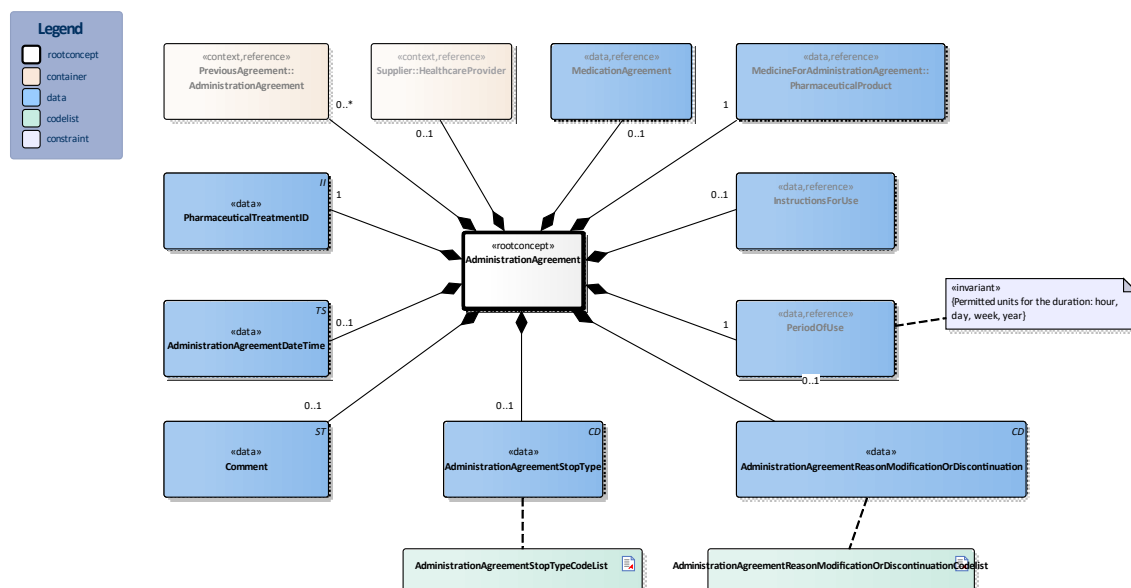 Legend
rootconcept
container
data
codelist
constraint
«context,reference»
PreviousAgreement::
AdministrationAgreement
0..*
«context,reference»
Supplier::HealthcareProvider
0..1
«data,reference»
MedicationAgreement
0..1
«data,reference»
MedicineForAdministrationAgreement::
PharmaceuticalProduct
1
II
«data»
PharmaceuticalTreatmentID
1
«data,reference»
InstructionsForUse
0..1
«rootconcept»
AdministrationAgreement
TS
«data»
AdministrationAgreementDateTime
0..1
«data,reference»
PeriodOfUse
1
0..1
«invariant»
{Permitted units for the duration: hour,
day, week, year}
ST
«data»
Comment
0..1
CD
«data»
AdministrationAgreementStopType
0..1
CD
«data»
AdministrationAgreementReasonModificationOrDiscontinuation
AdministrationAgreementStopTypeCodeList
AdministrationAgreementReasonModificationOrDiscontinuationCodelist